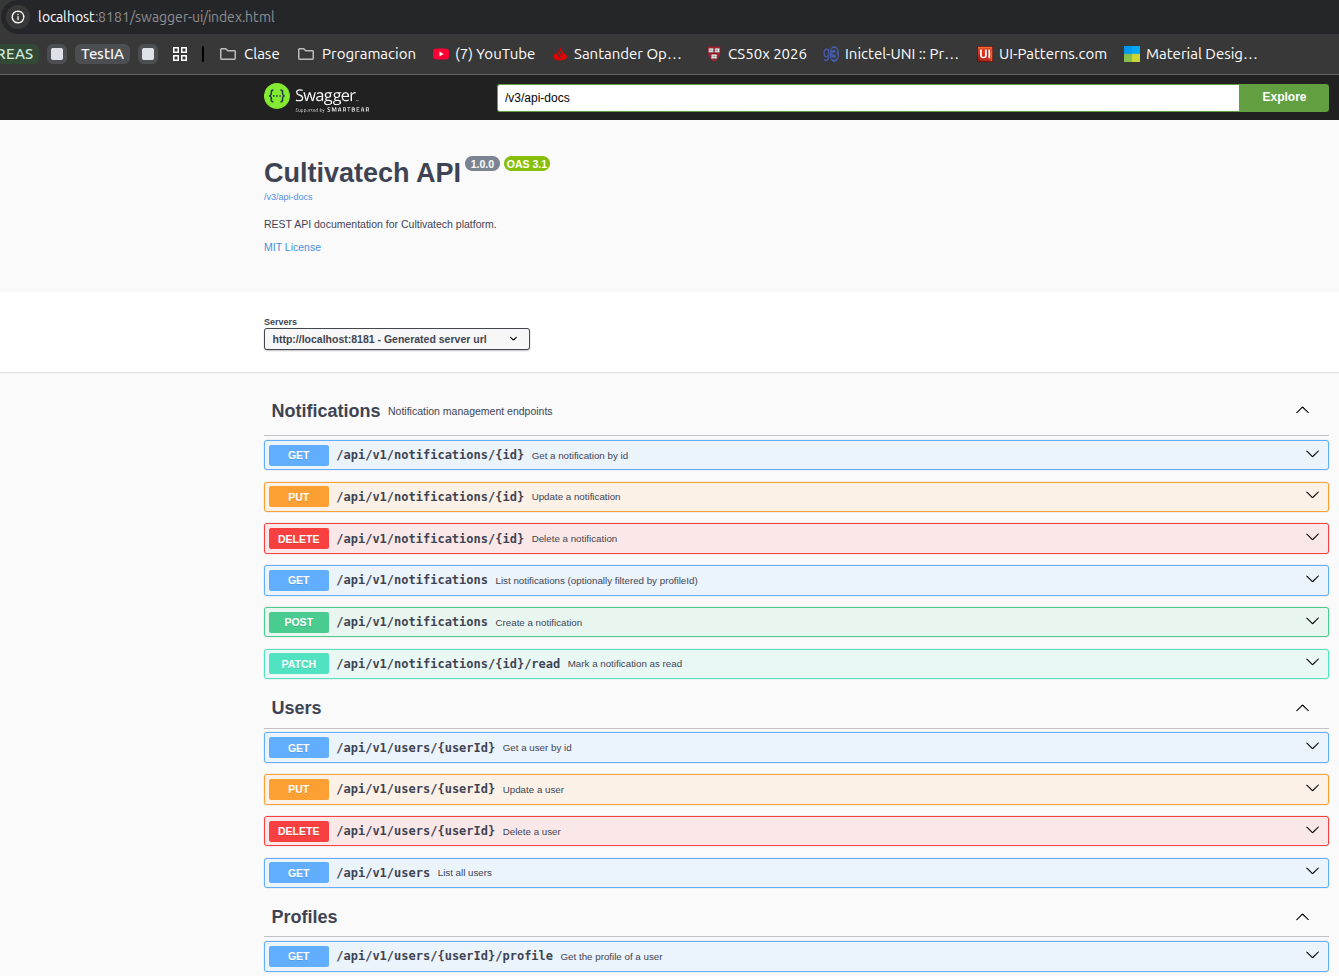 localhost:8181/swagger-ui/index.html
REAS TestIA Clase Programacion (7) YouTube Santander Op... CS50x 2026 Inictel-UNI :: Pr... UI UI-Patterns.com Material Desig...
{···} Swagger. /v3/api-docs Explore
Supported by SMARTBEAR
Cultivatech API 1.0.0 OAS 3.1
/v3/api-docs
REST API documentation for Cultivatech platform.
MIT License
Servers
http://localhost:8181 - Generated server url
Notifications Notification management endpoints
GET /api/v1/notifications/{id} Get a notification by id
PUT /api/v1/notifications/{id} Update a notification
DELETE /api/v1/notifications/{id} Delete a notification
GET /api/v1/notifications List notifications (optionally filtered by profileId)
POST /api/v1/notifications Create a notification
PATCH /api/v1/notifications/{id}/read Mark a notification as read
Users
GET /api/v1/users/{userId} Get a user by id
PUT /api/v1/users/{userId} Update a user
DELETE /api/v1/users/{userId} Delete a user
GET /api/v1/users List all users
Profiles
GET /api/v1/users/{userId}/profile Get the profile of a user